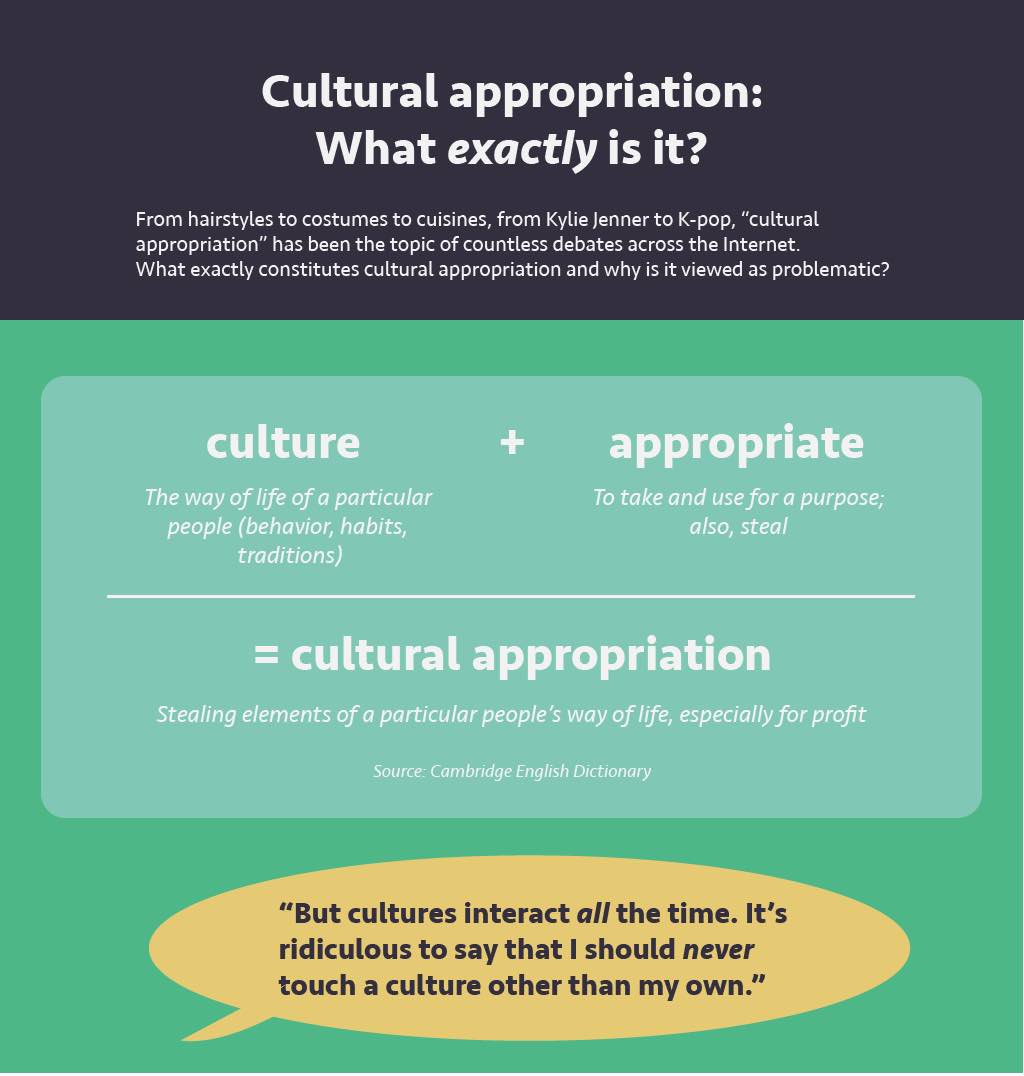 Cultural appropriation:
What exactly is it?
From hairstyles to costumes to cuisines, from Kylie Jenner to K-pop, “cultural
appropriation” has been the topic of countless debates across the Internet.
What exactly constitutes cultural appropriation and why is it viewed as problematic?
culture + appropriate
The way of life of a particular
people (behavior, habits,
traditions)
To take and use for a purpose;
also, steal
= cultural appropriation
Stealing elements of a particular people’s way of life, especially for profit
Source: Cambridge English Dictionary
“But cultures interact all the time. It’s
ridiculous to say that I should never
touch a culture other than my own.”